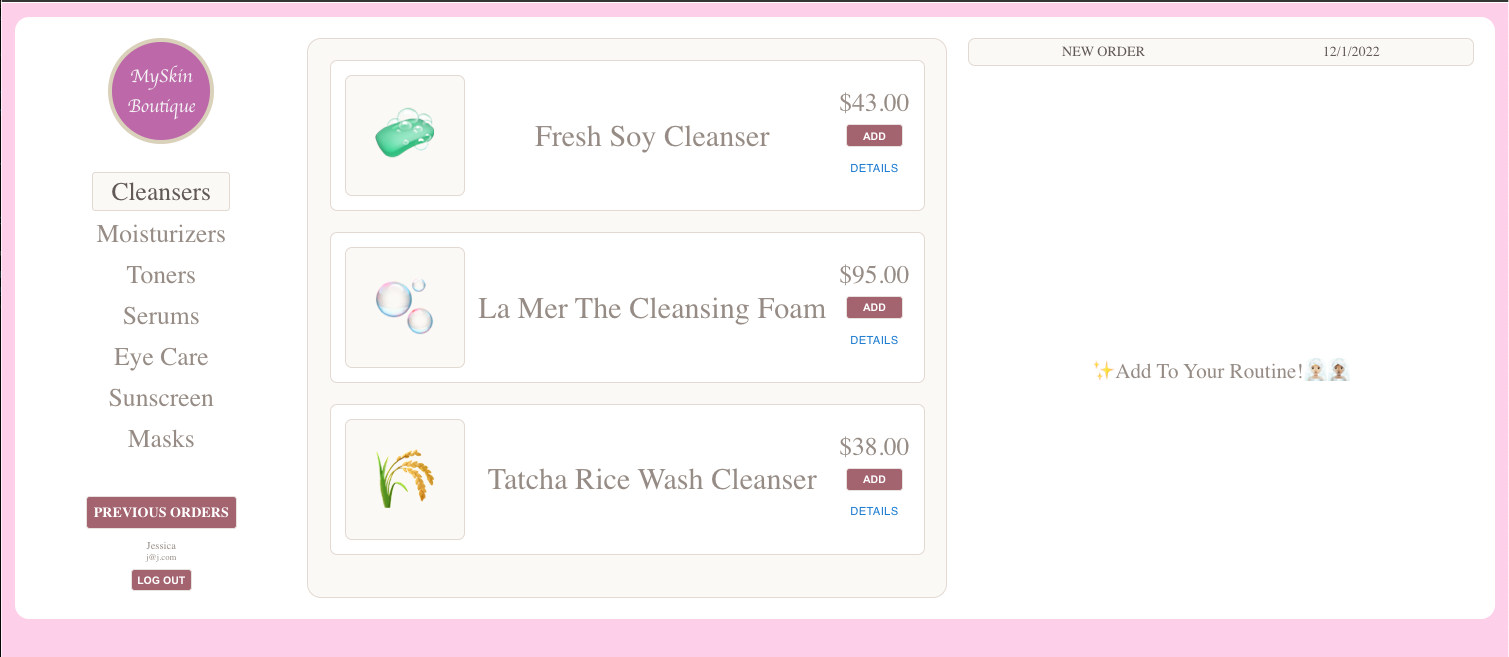 MySkin
Boutique
Cleansers
Moisturizers
Toners
Serums
Eye Care
Sunscreen
Masks
PREVIOUS ORDERS
Jessica
j@j.com
LOG OUT
Fresh Soy Cleanser
$43.00
ADD
DETAILS
La Mer The Cleansing Foam
$95.00
ADD
DETAILS
Tatcha Rice Wash Cleanser
$38.00
ADD
DETAILS
NEW ORDER 12/1/2022
✨Add To Your Routine!🧖🏼🧖🏽